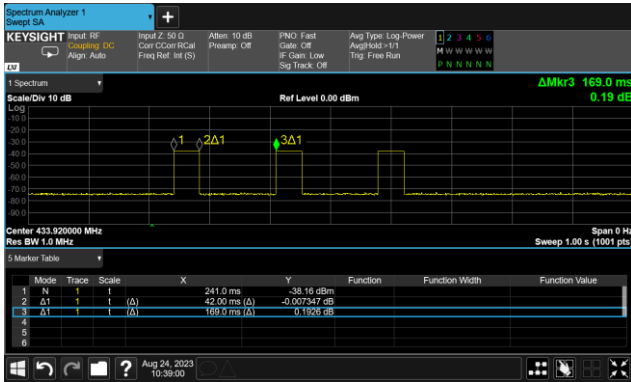 Spectrum Analyzer 1
Swept SA
+
KEYSIGHT Input: RF Input Z: 50 Ω Atten: 10 dB PNO: Fast Avg Type: Log-Power 1 2 3 4 5 6
Coupling: DC Corr CCorr RCal Preamp: Off Gate: Off Avg|Hold:>1/1 M W W W W W
Align: Auto Freq Ref: Int (S) IF Gain: Low Trig: Free Run
LXI Sig Track: Off P N N N N N
1 Spectrum ΔMkr3 169.0 ms
Scale/Div 10 dB Ref Level 0.00 dBm 0.19 dB
Log
-10.0
-20.0
-30.0
1 2Δ1 3Δ1
-40.0
-50.0
-60.0
-70.0
-80.0
-90.0
Center 433.920000 MHz Span 0 Hz
Res BW 1.0 MHz Sweep 1.00 s (1001 pts)
5 Marker Table
Mode Trace Scale X Y Function Function Width Function Value
1 N 1 t 241.0 ms -38.16 dBm
2 Δ1 1 t (Δ) 42.00 ms (Δ) -0.007347 dB
3 Δ1 1 t (Δ) 169.0 ms (Δ) 0.1926 dB
4
5
6
? Aug 24, 2023
10:39:00